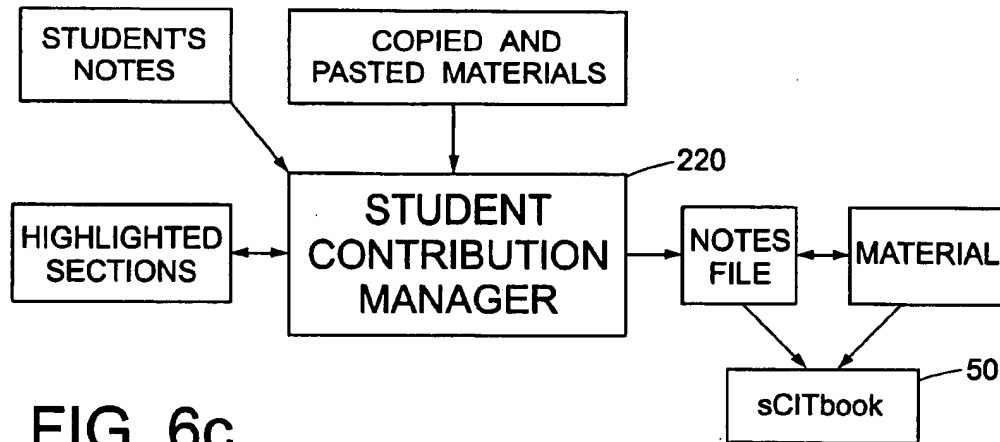 STUDENT'S
NOTES
COPIED AND
PASTED MATERIALS
220
HIGHLIGHTED
SECTIONS
STUDENT
CONTRIBUTION
MANAGER
NOTES
FILE
MATERIAL
50
sCITbook
FIG. 6c